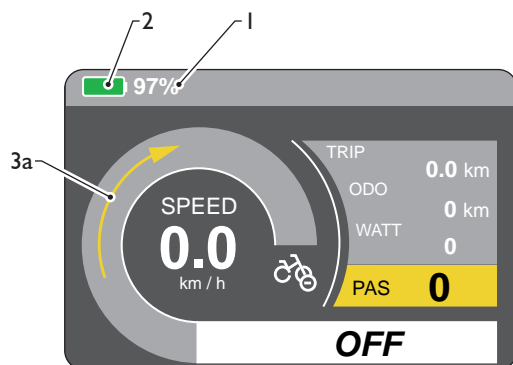 2 1
97%
3a
SPEED
0.0
km / h
TRIP
0.0 km
ODO
0 km
WATT
0
PAS 0
OFF